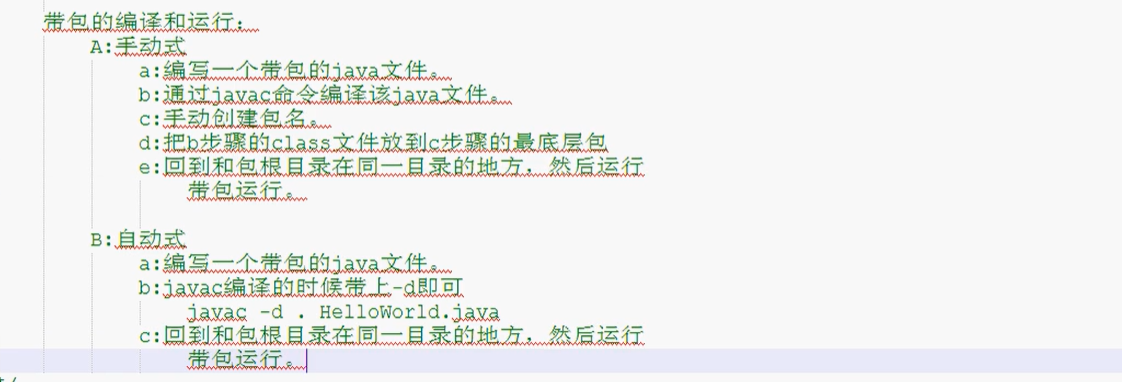 带包的编译和运行：
A:手动式
a:编写一个带包的java文件。
b:通过javac命令编译该java文件。
c:手动创建包名。
d:把b步骤的class文件放到c步骤的最底层包
e:回到和包根目录在同一目录的地方，然后运行
带包运行。
B:自动式
a:编写一个带包的java文件。
b:javac编译的时候带上-d即可
javac -d . HelloWorld.java
c:回到和包根目录在同一目录的地方，然后运行
带包运行。
*/